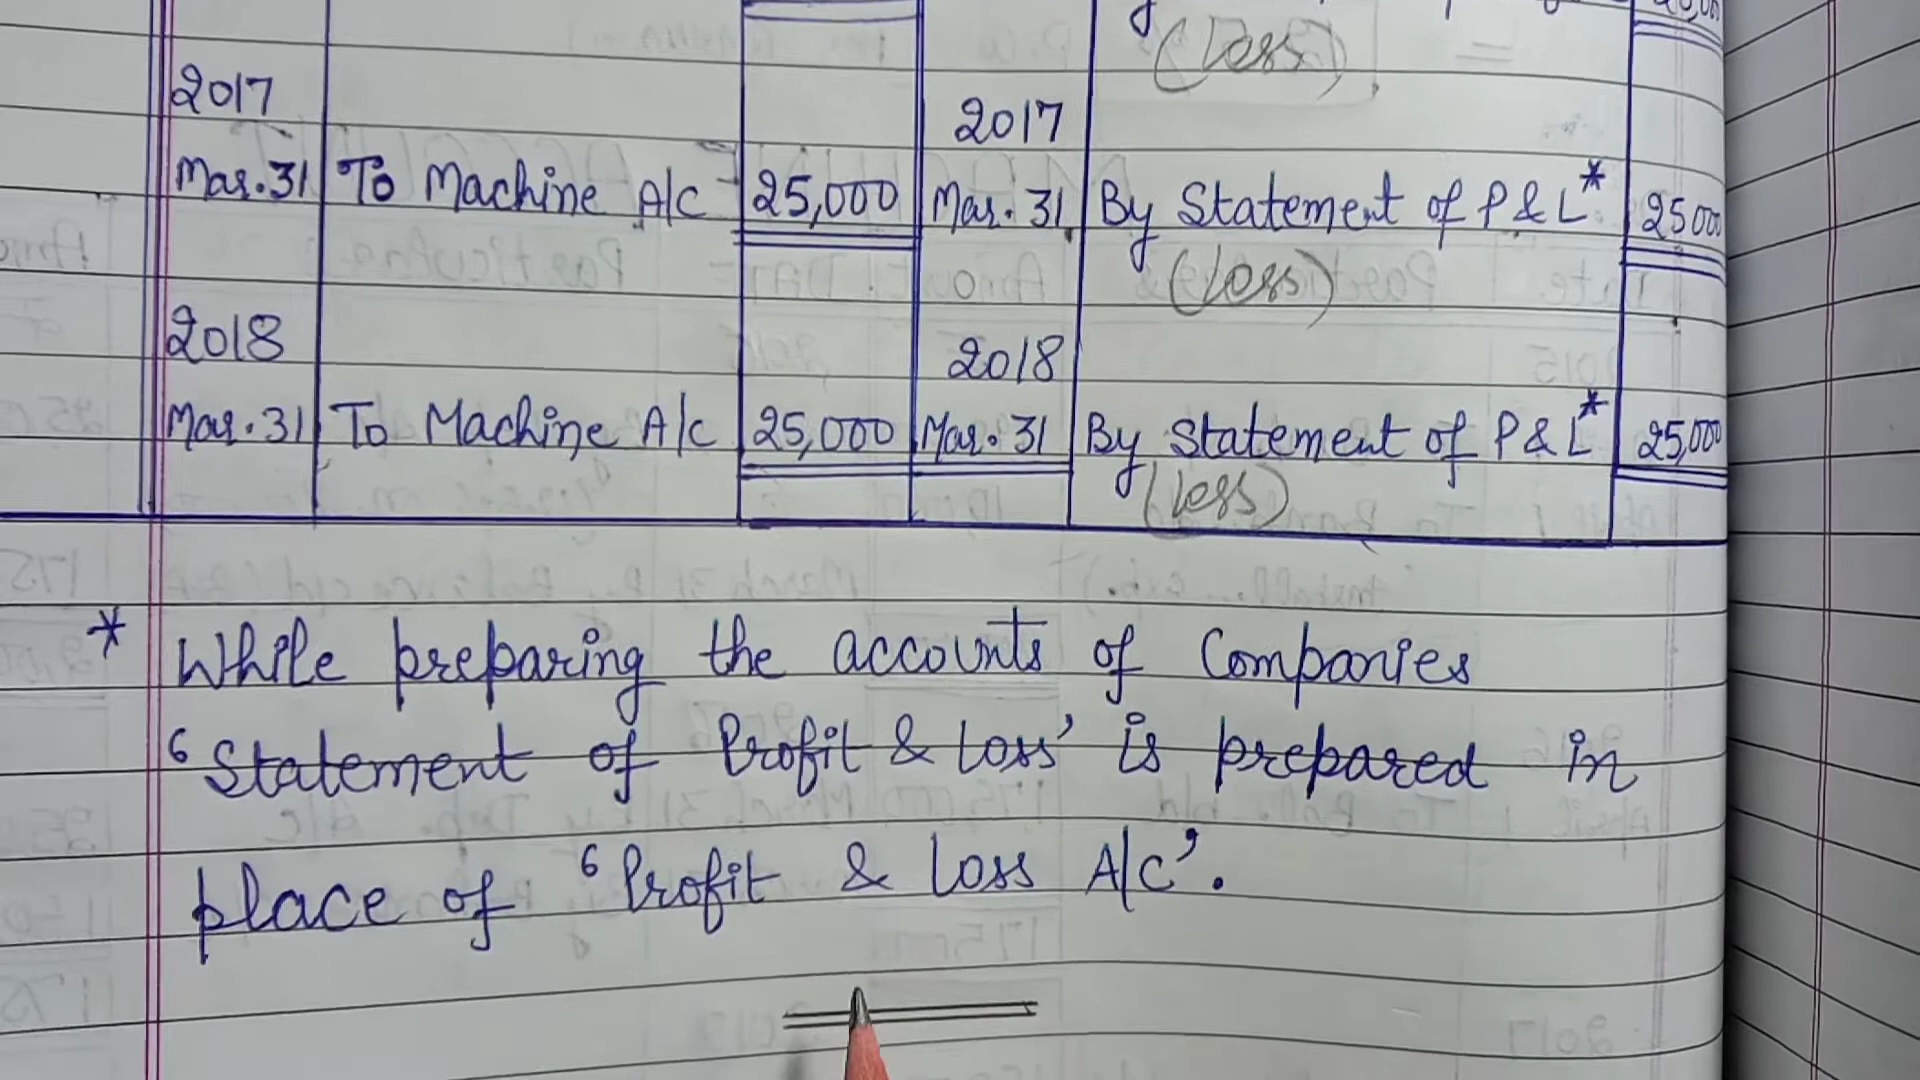 (Loss)
2017
2017
Mar. 31 To Machine A/c 25,000 Mar. 31 By Statement of P & L* 25000
(Loss)
2018
2018
Mar. 31 To Machine A/c 25,000 Mar. 31 By Statement of P & L* 25,000
(Loss)
* While preparing the accounts of Companies
'Statement of Profit & Loss' is prepared in
place of 'Profit & Loss A/C'.